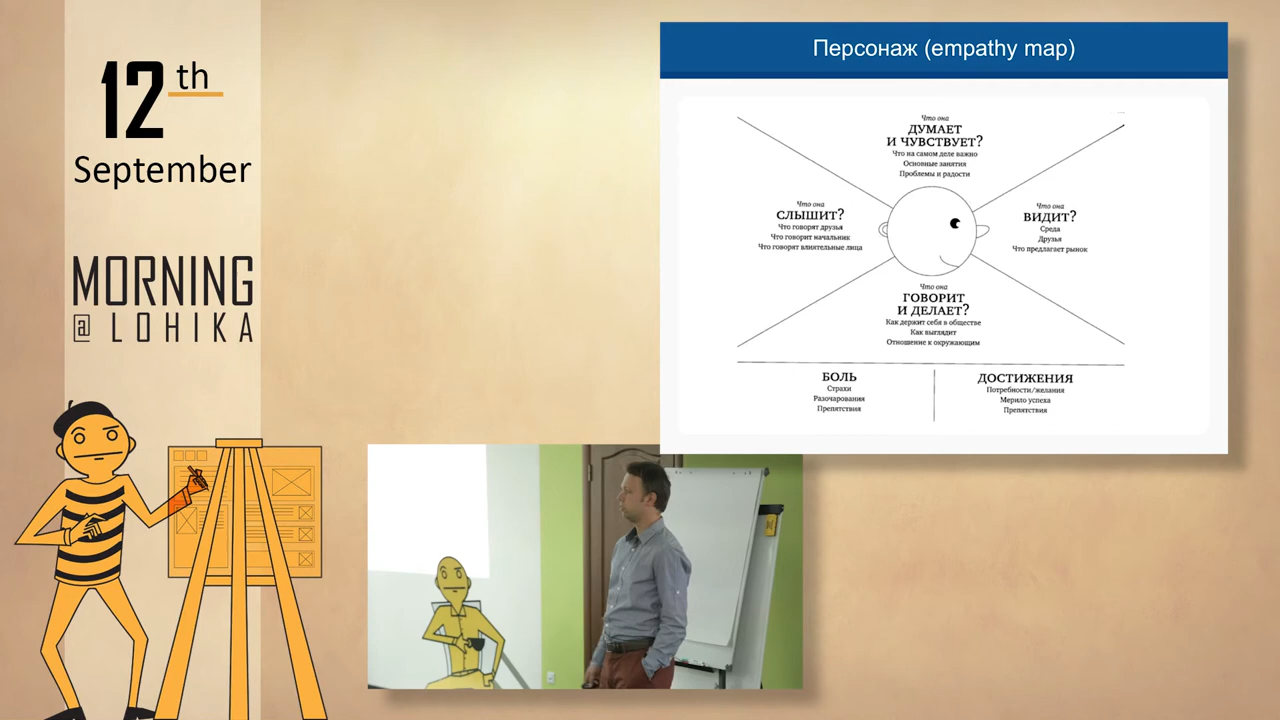 12 th
September
MORNING
@ LOHIKA
Персонаж (empathy map)
Что она
ДУМАЕТ
И ЧУВСТВУЕТ?
Что на самом деле важно
Основные занятия
Проблемы и радости
Что она
СЛЫШИТ?
Что говорят друзья
Что говорит начальник
Что говорят влиятельные лица
Что она
ВИДИТ?
Среда
Друзья
Что предлагает рынок
Что она
ГОВОРИТ
И ДЕЛАЕТ?
Как держит себя в обществе
Как выглядит
Отношение к окружающим
БОЛЬ
Страхи
Разочарования
Препятствия
ДОСТИЖЕНИЯ
Потребности/желания
Мерило успеха
Препятствия